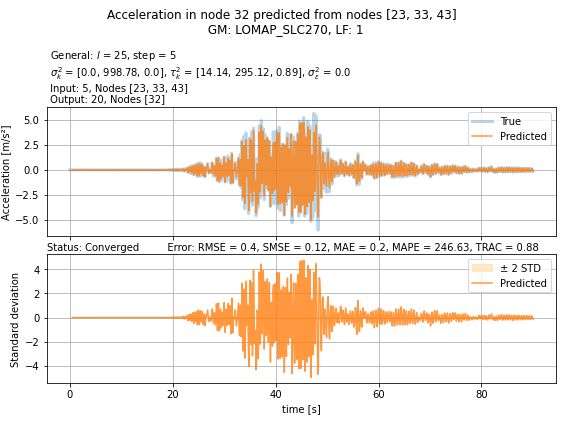 Acceleration in node 32 predicted from nodes [23, 33, 43]
GM: LOMAP_SLC270, LF: 1
General: l = 25, step = 5
σ²ₖ = [0.0, 998.78, 0.0], τ²ₖ = [14.14, 295.12, 0.89], σ²ε = 0.0
Input: 5, Nodes [23, 33, 43]
Output: 20, Nodes [32]
Acceleration [m/s²]
5.0
2.5
0.0
−2.5
−5.0
True
Predicted
Status: Converged Error: RMSE = 0.4, SMSE = 0.12, MAE = 0.2, MAPE = 246.63, TRAC = 0.88
Standard deviation
4
2
0
−2
−4
± 2 STD
Predicted
0 20 40 60 80
time [s]